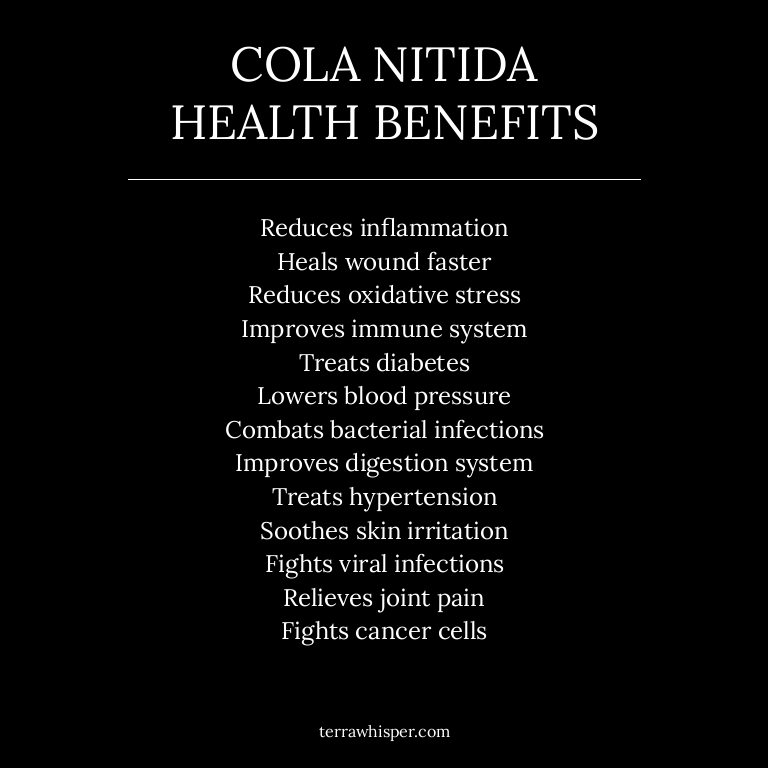 COLA NITIDA
HEALTH BENEFITS
Reduces inflammation
Heals wound faster
Reduces oxidative stress
Improves immune system
Treats diabetes
Lowers blood pressure
Combats bacterial infections
Improves digestion system
Treats hypertension
Soothes skin irritation
Fights viral infections
Relieves joint pain
Fights cancer cells
terrawhisper.com